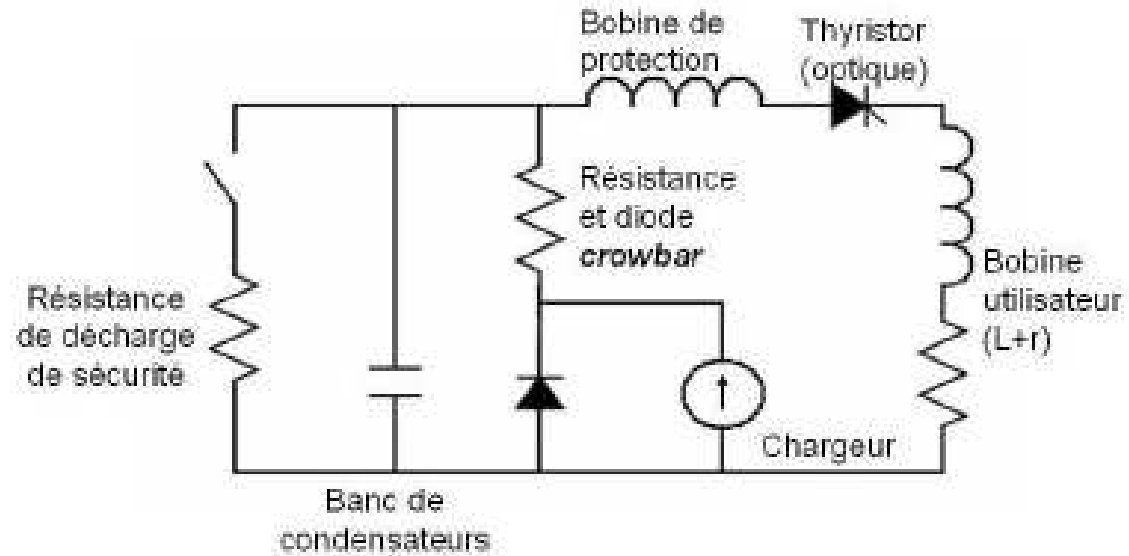 Bobine de
protection
Thyristor
(optique)
Résistance
et diode
crowbar
Résistance
de décharge
de sécurité
Bobine
utilisateur
(L+r)
Chargeur
Banc de
condensateurs